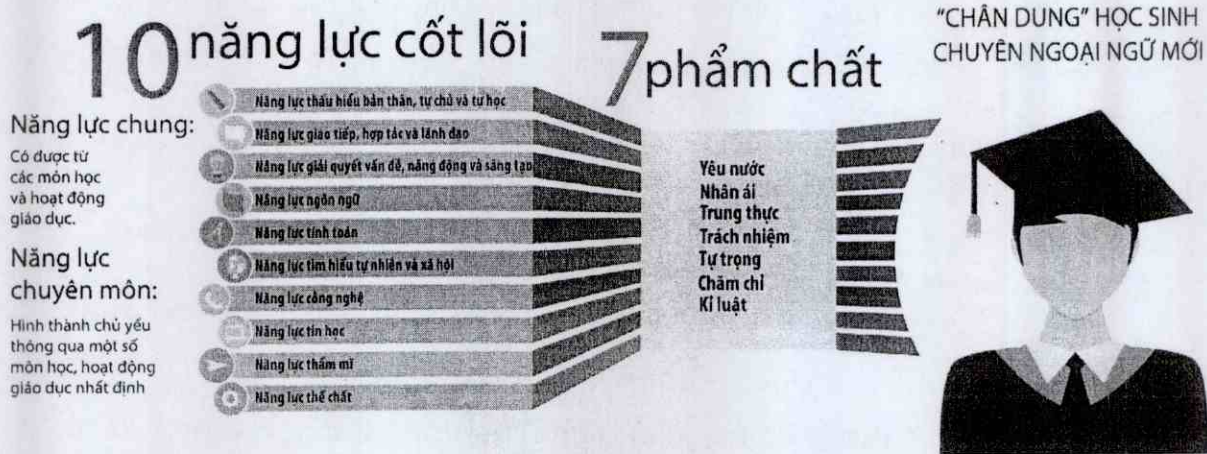 10 năng lực cốt lõi
Năng lực chung:
Có được từ
các môn học
và hoạt động
giáo dục.
Năng lực
chuyên môn:
Hình thành chủ yếu
thông qua một số
môn học, hoạt động
giáo dục nhất định
Năng lực thấu hiểu bản thân, tự chủ và tự học
Năng lực giao tiếp, hợp tác và lãnh đạo
Năng lực giải quyết vấn đề, năng động và sáng tạo
Năng lực ngôn ngữ
Năng lực tính toán
Năng lực tìm hiểu tự nhiên và xã hội
Năng lực công nghệ
Năng lực tin học
Năng lực thẩm mĩ
Năng lực thể chất
7 phẩm chất
Yêu nước
Nhân ái
Trung thực
Trách nhiệm
Tự trọng
Chăm chỉ
Kỉ luật
"CHÂN DUNG" HỌC SINH
CHUYÊN NGOẠI NGỮ MỚI